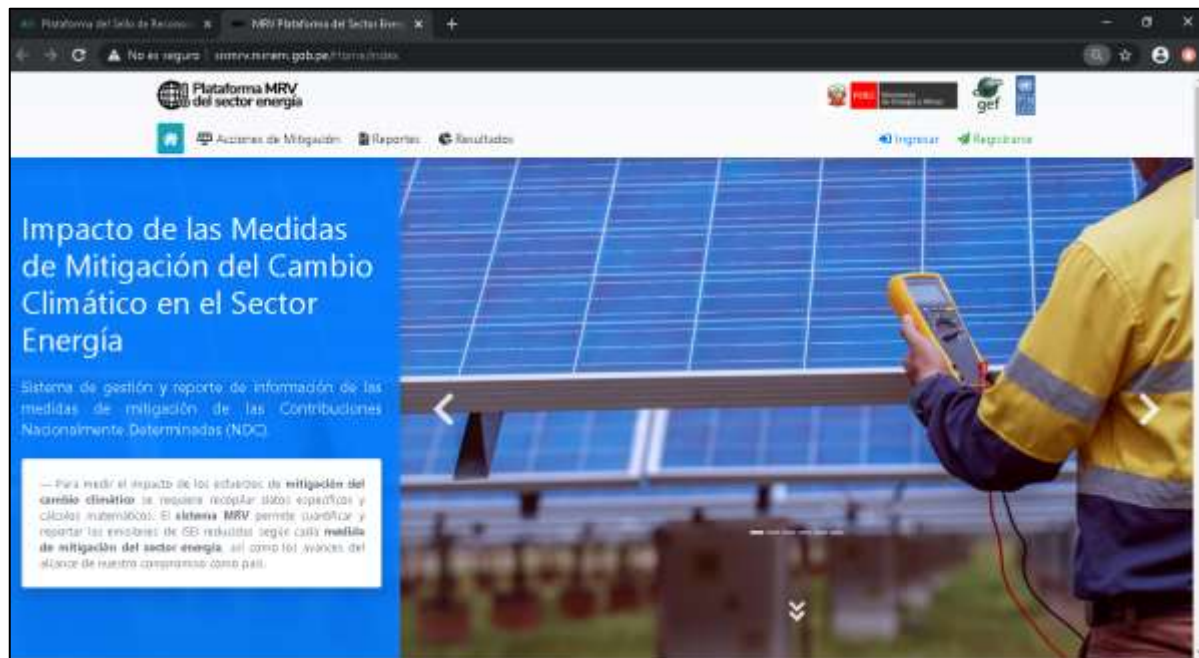 Plataforma del Sello de
MRV Plataforma del Sector
No es seguro
Plataforma MRV
del sector energía
PERÚ
gef
Acciones de Mitigación Reportes Resultados
Ingresar Registrarse
Impacto de las Medidas
de Mitigación del Cambio
Climático en el Sector
Energía
Sistema de gestión y reporte de información de las
medidas de mitigación de las Contribuciones
Nacionalmente Determinadas (NDC).
— Para medir el impacto de los esfuerzos de mitigación del
cambio climático se requiere recopilar datos específicos y
cálculos matemáticos. El sistema MRV permite cuantificar y
reportar las emisiones de GEI reducidas según cada medida
de mitigación del sector energía, así como los avances del
alcance de nuestro compromiso como país.